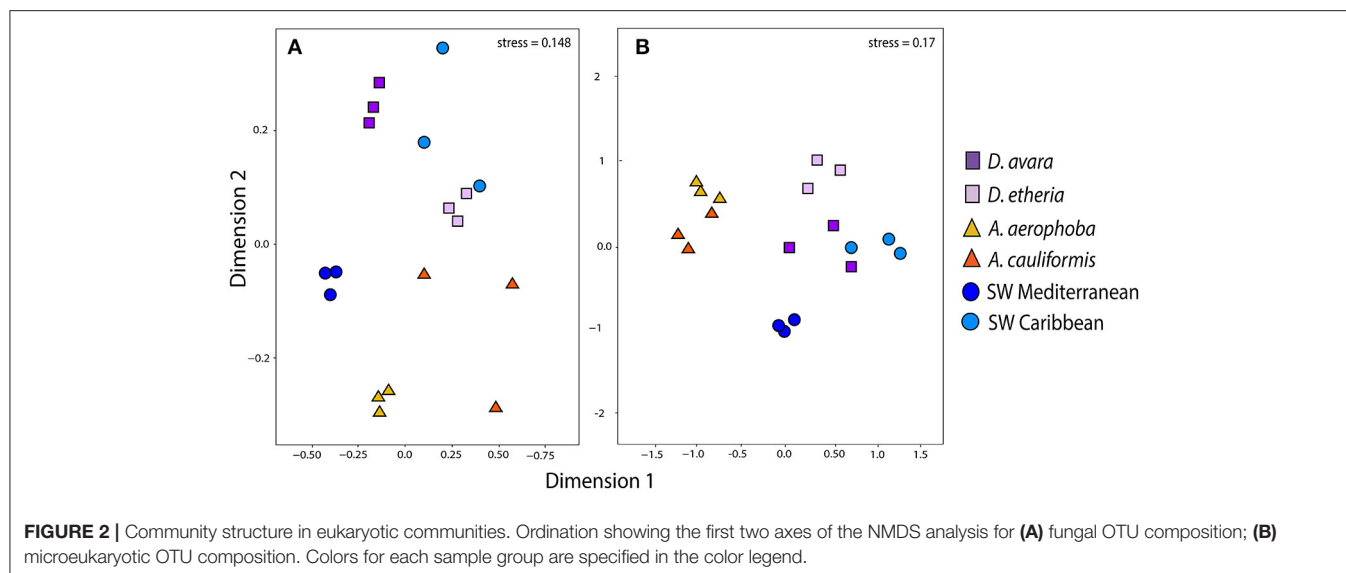 A
stress = 0.148
0.2
0.0
−0.2
Dimension 2
−0.50
−0.25
0.0
0.25
−0.50
−0.75
B
stress = 0.17
2
1
0.0
−1
-2
−1.5
−1.0
-0.5
0.0
0.5
1.0
1.5
Dimension 1
D. avara
D. etheria
A. aerophoba
A. cauliformis
SW Mediterranean
SW Caribbean
FIGURE 2 | Community structure in eukaryotic communities. Ordination showing the first two axes of the NMDS analysis for (A) fungal OTU composition; (B)
microeukaryotic OTU composition. Colors for each sample group are specified in the color legend.